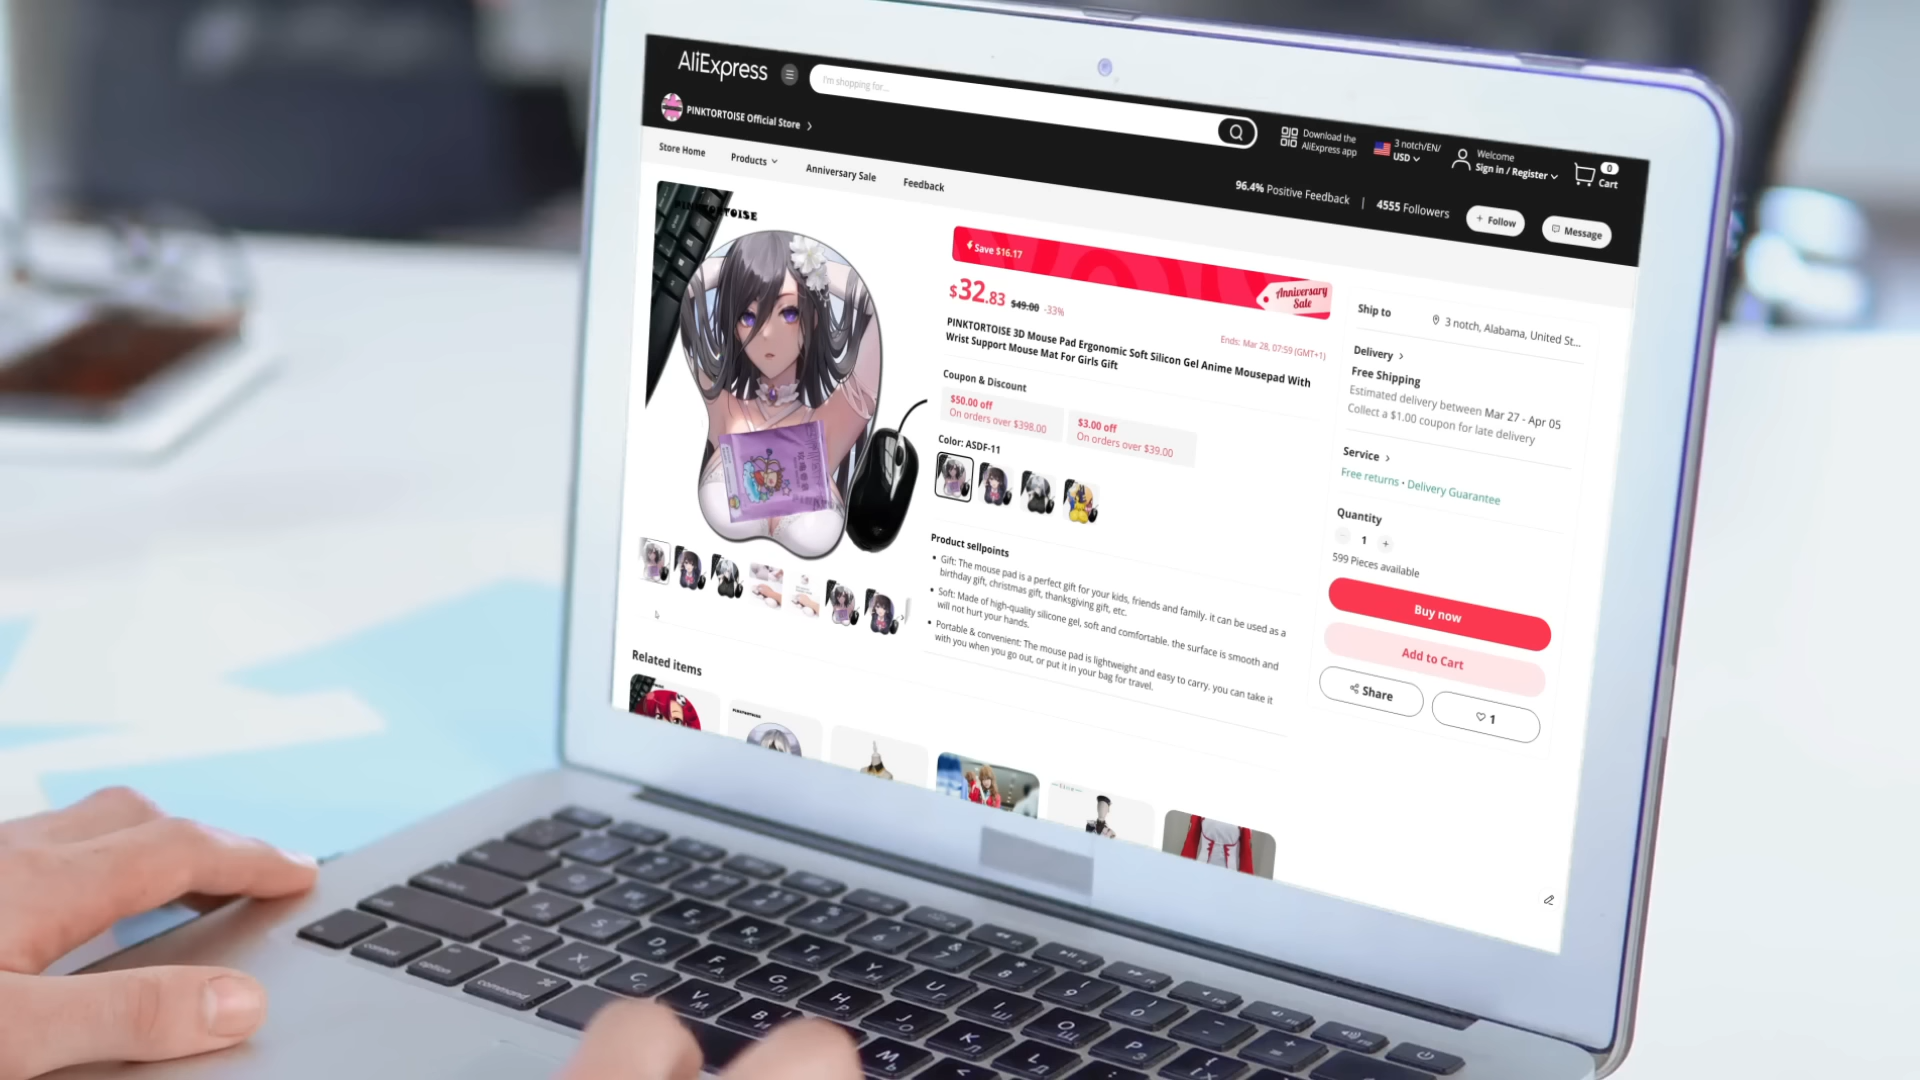 AliExpress
I'm shopping for...
Download the
AliExpress app
3 notch/EN/
USD
Welcome
Sign in / Register
0
Cart
PINKTORTOISE Official Store
96.4% Positive Feedback | 4555 Followers
+ Follow
Message
Store Home
Products
Anniversary Sale
Feedback
PINKTORTOISE
Save $16.17
Anniversary
Sale
$32.83 $49.00 -33%
Ends: Mar 28, 07:59 (GMT+1)
PINKTORTOISE 3D Mouse Pad Ergonomic Soft Silicon Gel Anime Mousepad With
Wrist Support Mouse Mat For Girls Gift
Coupon & Discount
$50.00 off
On orders over $398.00
$3.00 off
On orders over $39.00
Color: ASDF-11
Product sellpoints
• Gift: The mouse pad is a perfect gift for your kids, friends and family. it can be used as a
birthday gift, christmas gift, thanksgiving gift, etc.
• Soft: Made of high-quality silicone gel, soft and comfortable. the surface is smooth and
will not hurt your hands.
• Portable & convenient: The mouse pad is lightweight and easy to carry. you can take it
with you when you go out, or put it in your bag for travel.
Ship to
3 notch, Alabama, United St...
Delivery
Free Shipping
Estimated delivery between Mar 27 - Apr 05
Collect a $1.00 coupon for late delivery
Service
Free returns • Delivery Guarantee
Quantity
- 1 +
599 Pieces available
Buy now
Add to Cart
Share
1
Related items
control
option
command